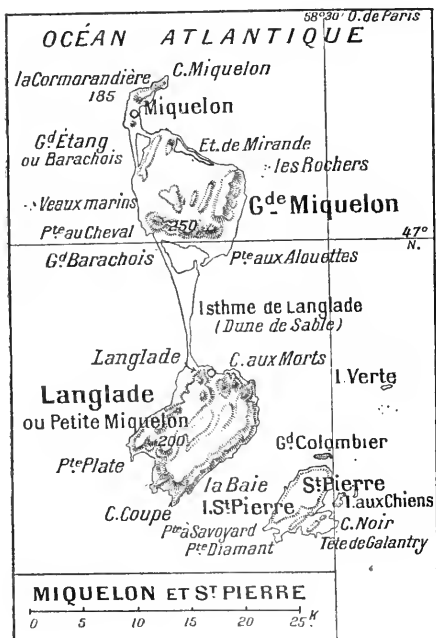 58°30' O. de Paris
OCÉAN ATLANTIQUE
C. Miquelon
la Cormorandière
185
Miquelon
Gd Étang
ou Barachois
Et. de Mirande
les Rochers
Veaux marins
Gde Miquelon
250
Pte au Cheval
47°
N.
Gd Barachois
Pte aux Alouettes
Isthme de Langlade
(Dune de Sable)
Langlade
C. aux Morts
I. Verte
Langlade
ou Petite Miquelon
200
Gd Colombier
Pte Plate
la Baie
St Pierre
I. St Pierre
I. aux Chiens
C. Coupé
Pte à Savoyard
C. Noir
Pte Diamant
Tête de Galantry
MIQUELON ET ST PIERRE
0 5 10 15 20 25 K